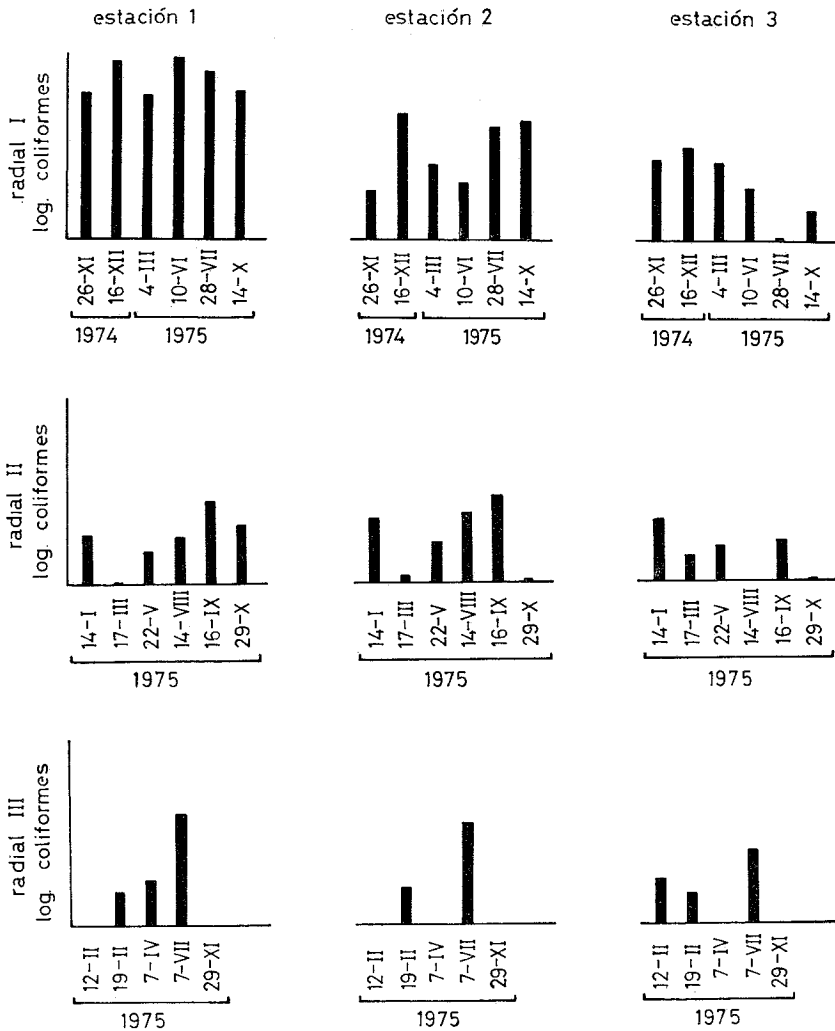 estación 1 estación 2 estación 3
radial I
log. coliformes
26-XI 16-XII 4-III 10-VI 28-VII 14-X 26-XI 16-XII 4-III 10-VI 28-VII 14-X 26-XI 16-XII 4-III 10-VI 28-VII 14-X
1974 1975 1974 1975 1974 1975
radial II
log. coliformes
14-I 17-III 22-V 14-VIII 16-IX 29-X 14-I 17-III 22-V 14-VIII 16-IX 29-X 14-I 17-III 22-V 14-VIII 16-IX 29-X
1975 1975 1975
radial III
log. coliformes
12-II 19-II 7-IV 7-VII 29-XI 12-II 19-II 7-IV 7-VII 29-XI 12-II 19-II 7-IV 7-VII 29-XI
1975 1975 1975